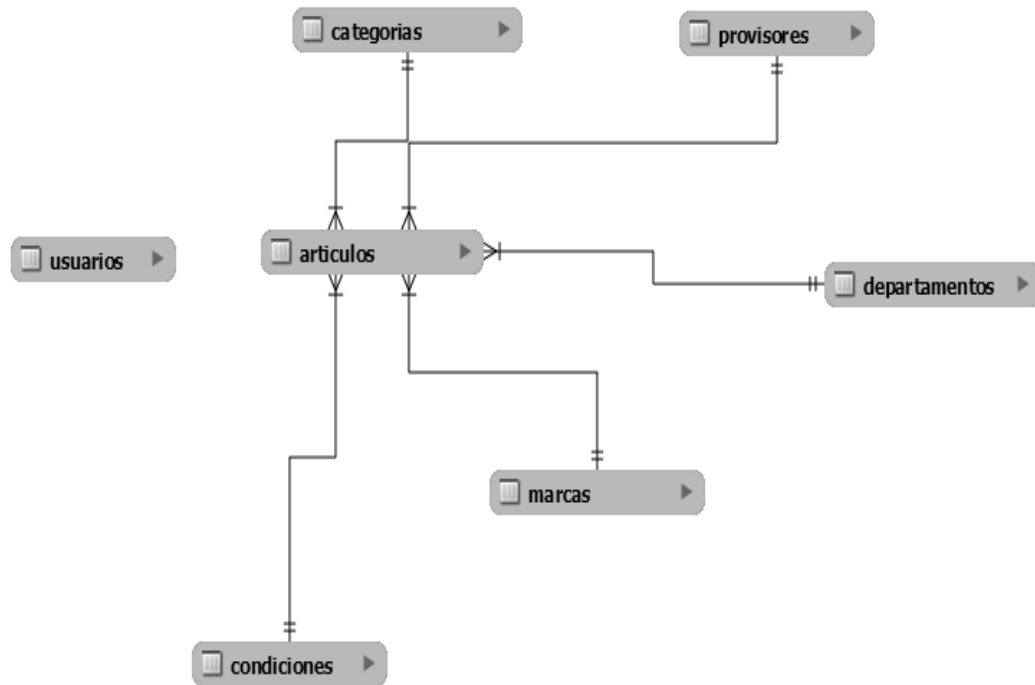 categorias
provisores
usuarios
articulos
departamentos
marcas
condiciones